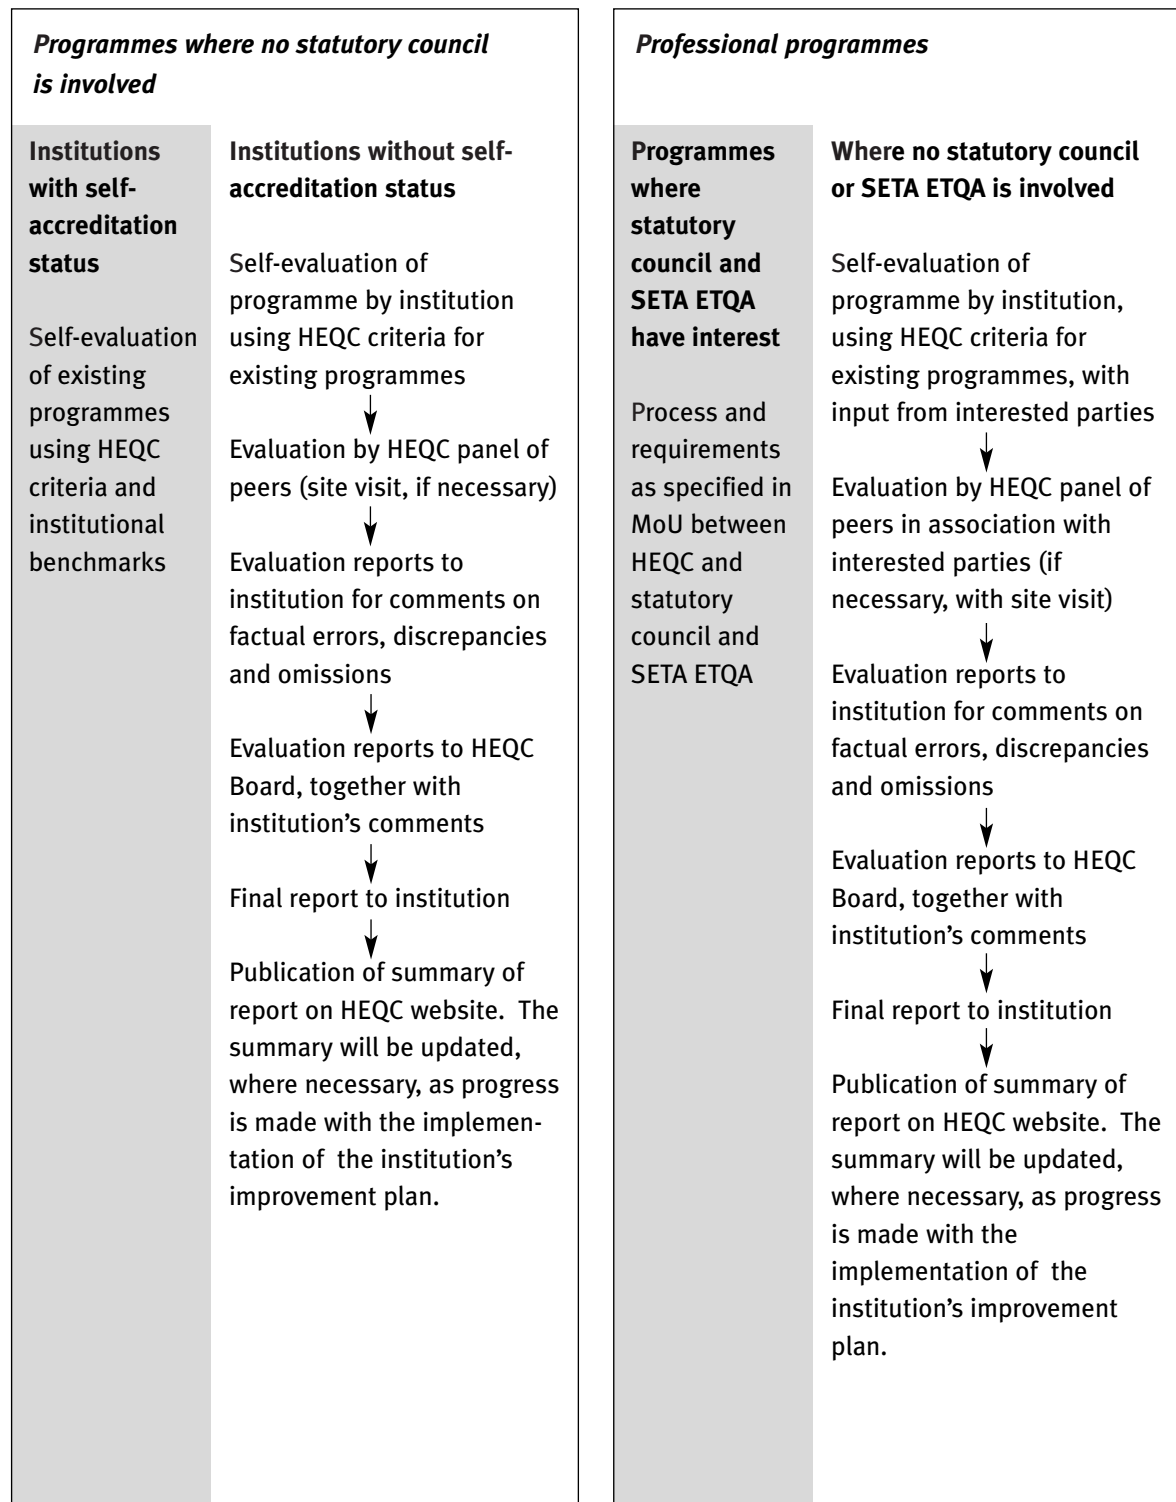 Programmes where no statutory council
is involved
Institutions
with self-
accreditation
status
Self-evaluation
of existing
programmes
using HEQC
criteria and
institutional
benchmarks
Institutions without self-
accreditation status
Self-evaluation of
programme by institution
using HEQC criteria for
existing programmes
Evaluation by HEQC panel of
peers (site visit, if necessary)
Evaluation reports to
institution for comments on
factual errors, discrepancies
and omissions
Evaluation reports to HEQC
Board, together with
institution’s comments
Final report to institution
Publication of summary of
report on HEQC website.  The
summary will be updated,
where necessary, as progress
is made with the implemen-
tation of  the institution’s
improvement plan.
Professional programmes
Programmes
where
statutory
council and
SETA ETQA
have interest
Process and
requirements
as specified in
MoU between
HEQC and
statutory
council and
SETA ETQA
Where no statutory council
or SETA ETQA is involved
Self-evaluation of
programme by institution,
using HEQC criteria for
existing programmes, with
input from interested parties
Evaluation by HEQC panel of
peers in association with
interested parties (if
necessary, with site visit)
Evaluation reports to
institution for comments on
factual errors, discrepancies
and omissions
Evaluation reports to HEQC
Board, together with
institution’s comments
Final report to institution
Publication of summary of
report on HEQC website.  The
summary will be updated,
where necessary, as progress
is made with the
implementation of  the
institution’s improvement
plan.